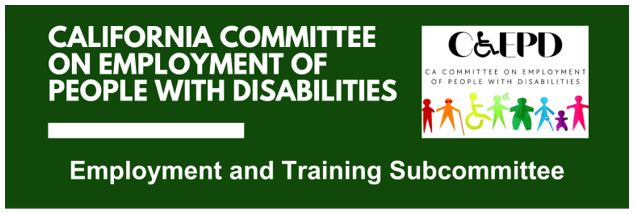 CALIFORNIA COMMITTEE
ON EMPLOYMENT OF
PEOPLE WITH DISABILITIES
C EPD
CA COMMITTEE ON EMPLOYMENT
OF PEOPLE WITH DISABILITIES
Employment and Training Subcommittee